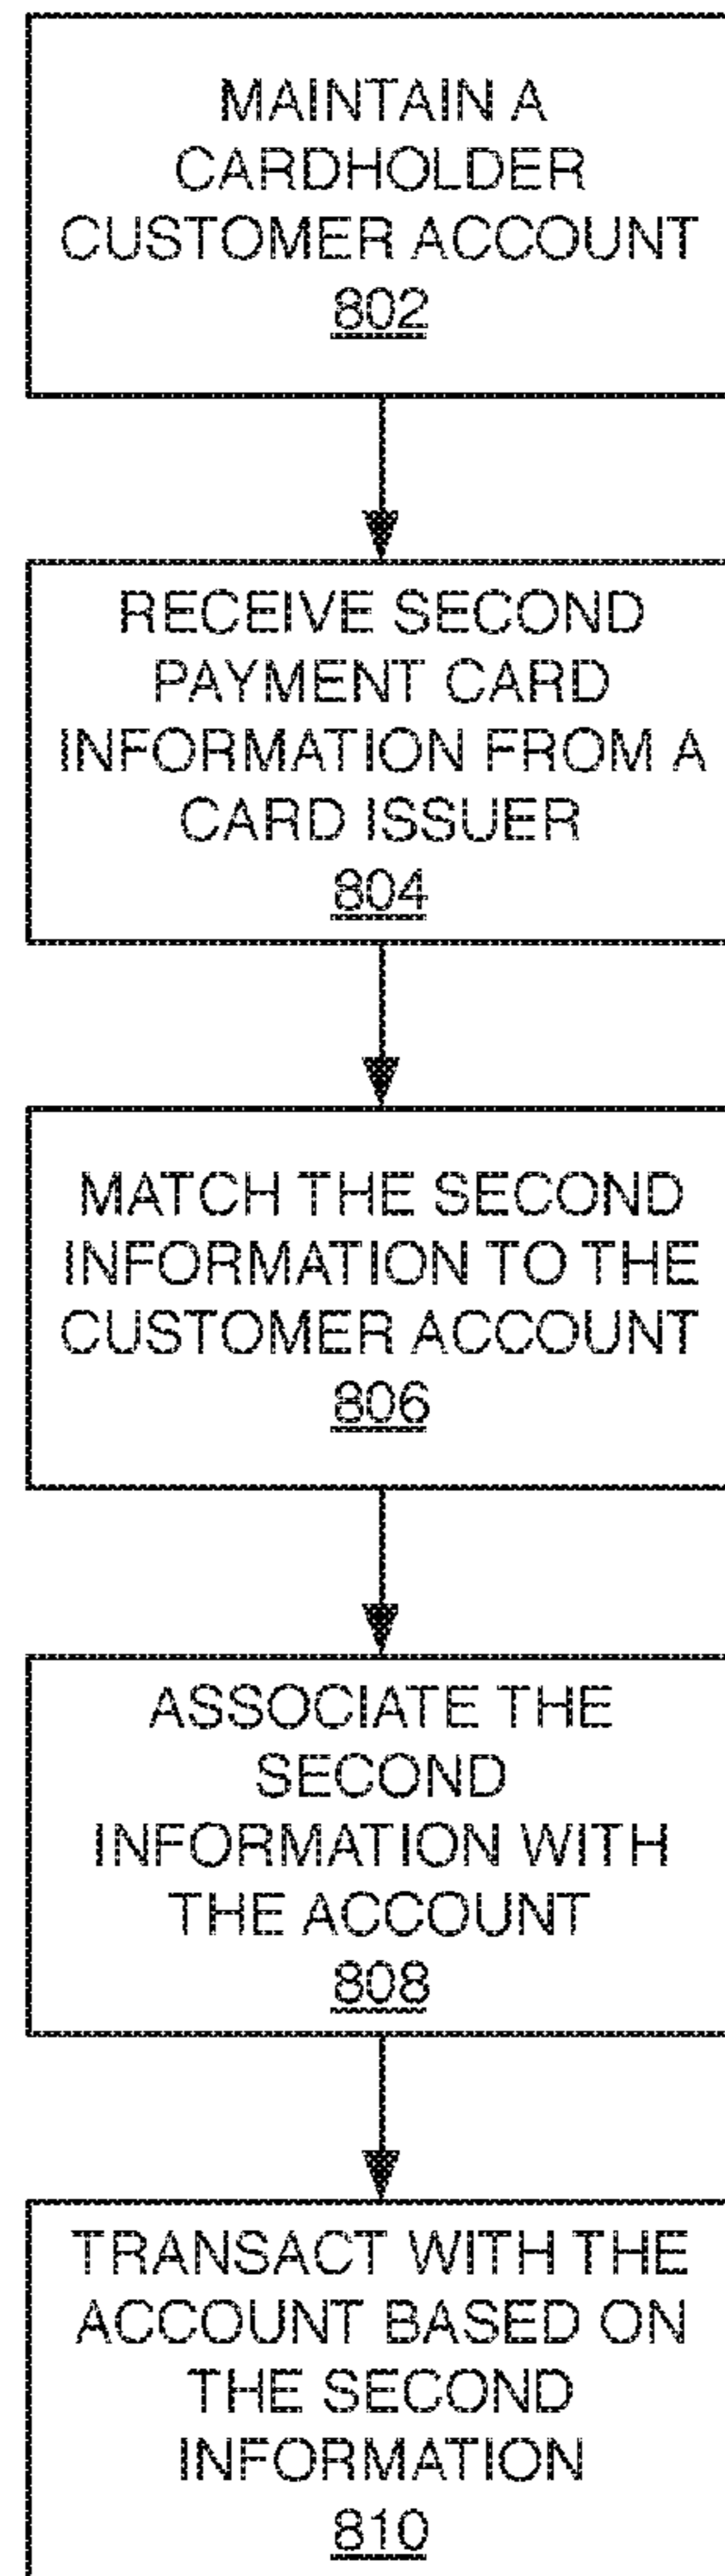 MAINTAIN A
CARDHOLDER
CUSTOMER ACCOUNT
802
RECEIVE SECOND
PAYMENT CARD
INFORMATION FROM A
CARD ISSUER
804
MATCH THE SECOND
INFORMATION TO THE
CUSTOMER ACCOUNT
806
ASSOCIATE THE
SECOND
INFORMATION WITH
THE ACCOUNT
808
TRANSACT WITH THE
ACCOUNT BASED ON
THE SECOND
INFORMATION
810